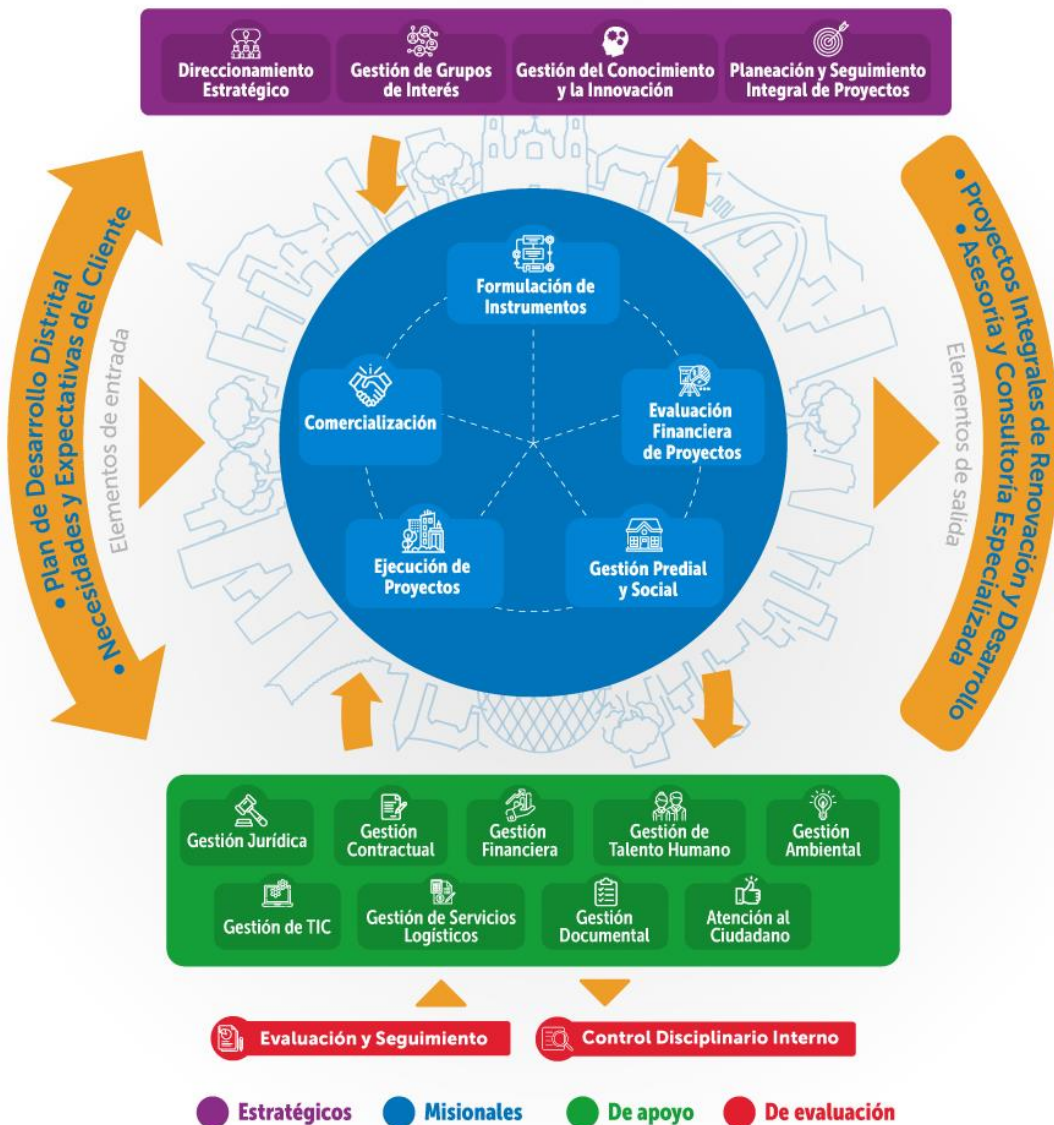 Direccionamiento
Estratégico
Gestión de Grupos
de Interés
Gestión del Conocimiento
y la Innovación
Planeación y Seguimiento
Integral de Proyectos
• Plan de Desarrollo Distrital
• Necesidades y Expectativas del Cliente
Elementos de entrada
Formulación de
Instrumentos
Comercialización
Evaluación
Financiera
de Proyectos
Ejecución de
Proyectos
Gestión Predial
y Social
Elementos de salida
• Proyectos Integrales de Renovación y Desarrollo
• Asesoría y Consultoría Especializada
Gestión Jurídica
Gestión
Contractual
Gestión
Financiera
Gestión de
Talento Humano
Gestión
Ambiental
Gestión de TIC
Gestión de Servicios
Logísticos
Gestión
Documental
Atención al
Ciudadano
Evaluación y Seguimiento
Control Disciplinario Interno
Estratégicos
Misionales
De apoyo
De evaluación